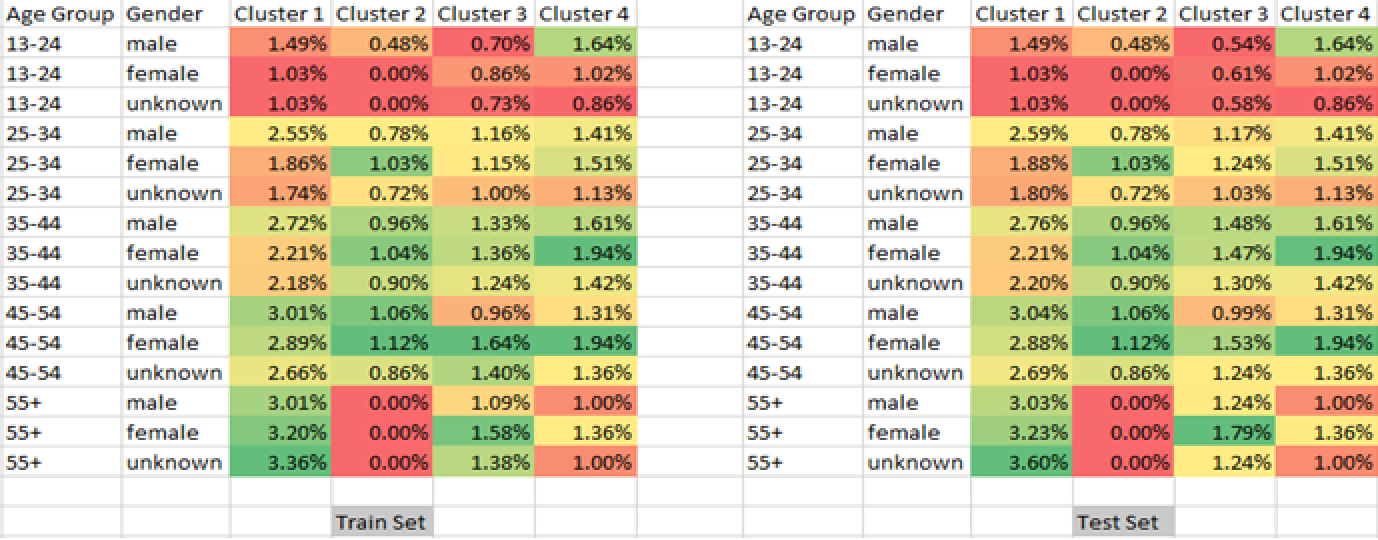 Age Group Gender Cluster 1 Cluster 2 Cluster 3 Cluster 4 Age Group Gender Cluster 1 Cluster 2 Cluster 3 Cluster 4
13-24 male 1.49% 0.48% 0.70% 1.64% 13-24 male 1.49% 0.48% 0.54% 1.64%
13-24 female 1.03% 0.00% 0.86% 1.02% 13-24 female 1.03% 0.00% 0.61% 1.02%
13-24 unknown 1.03% 0.00% 0.73% 0.86% 13-24 unknown 1.03% 0.00% 0.58% 0.86%
25-34 male 2.55% 0.78% 1.16% 1.41% 25-34 male 2.59% 0.78% 1.17% 1.41%
25-34 female 1.86% 1.03% 1.15% 1.51% 25-34 female 1.88% 1.03% 1.24% 1.51%
25-34 unknown 1.74% 0.72% 1.00% 1.13% 25-34 unknown 1.80% 0.72% 1.03% 1.13%
35-44 male 2.72% 0.96% 1.33% 1.61% 35-44 male 2.76% 0.96% 1.48% 1.61%
35-44 female 2.21% 1.04% 1.36% 1.94% 35-44 female 2.21% 1.04% 1.47% 1.94%
35-44 unknown 2.18% 0.90% 1.24% 1.42% 35-44 unknown 2.20% 0.90% 1.30% 1.42%
45-54 male 3.01% 1.06% 0.96% 1.31% 45-54 male 3.04% 1.06% 0.99% 1.31%
45-54 female 2.89% 1.12% 1.64% 1.94% 45-54 female 2.88% 1.12% 1.53% 1.94%
45-54 unknown 2.66% 0.86% 1.40% 1.36% 45-54 unknown 2.69% 0.86% 1.24% 1.36%
55+ male 3.01% 0.00% 1.09% 1.00% 55+ male 3.03% 0.00% 1.24% 1.00%
55+ female 3.20% 0.00% 1.58% 1.36% 55+ female 3.23% 0.00% 1.79% 1.36%
55+ unknown 3.36% 0.00% 1.38% 1.00% 55+ unknown 3.60% 0.00% 1.24% 1.00%
Train Set Test Set